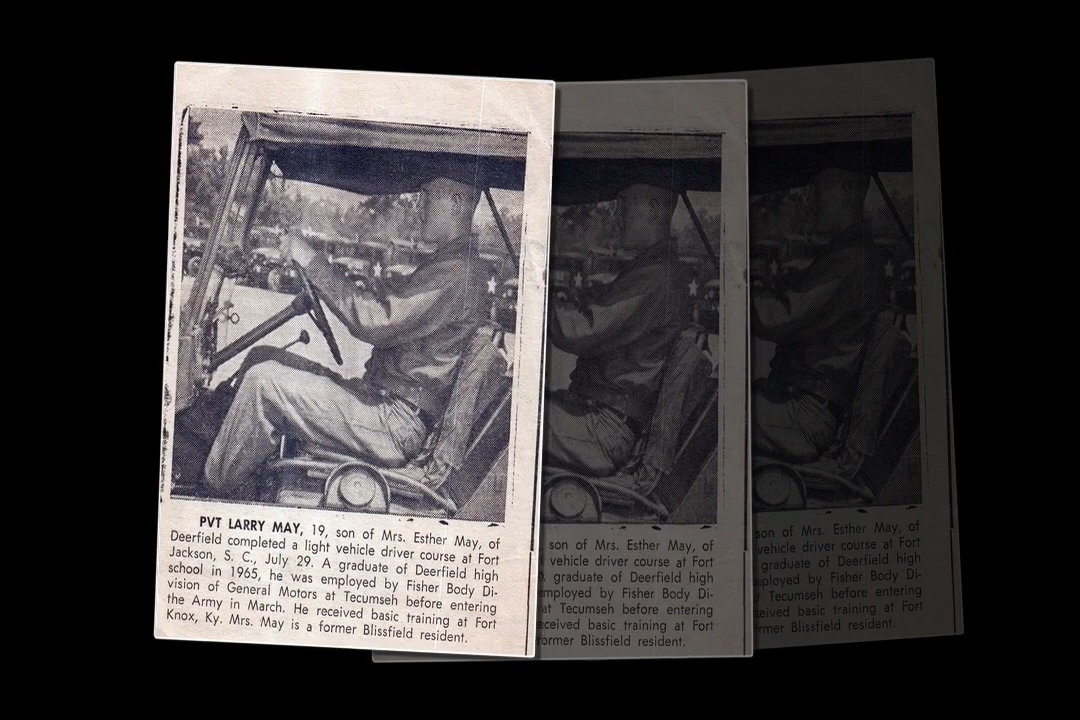 PVT LARRY MAY, 19, son of Mrs. Esther May, of
Deerfield completed a light vehicle driver course at Fort
Jackson, S. C., July 29. A graduate of Deerfield high
school in 1965, he was employed by Fisher Body Di-
vision of General Motors at Tecumseh before entering
the Army in March. He received basic training at Fort
Knox, Ky. Mrs. May is a former Blissfield resident.
son of Mrs. Esther May, of
vehicle driver course at Fort
graduate of Deerfield high
employed by Fisher Body Di-
at Tecumseh before entering
received basic training at Fort
former Blissfield resident.
son of Mrs. Esther May, of
vehicle driver course at Fort
graduate of Deerfield high
employed by Fisher Body Di-
Tecumseh before entering
received basic training at Fort
former Blissfield resident.